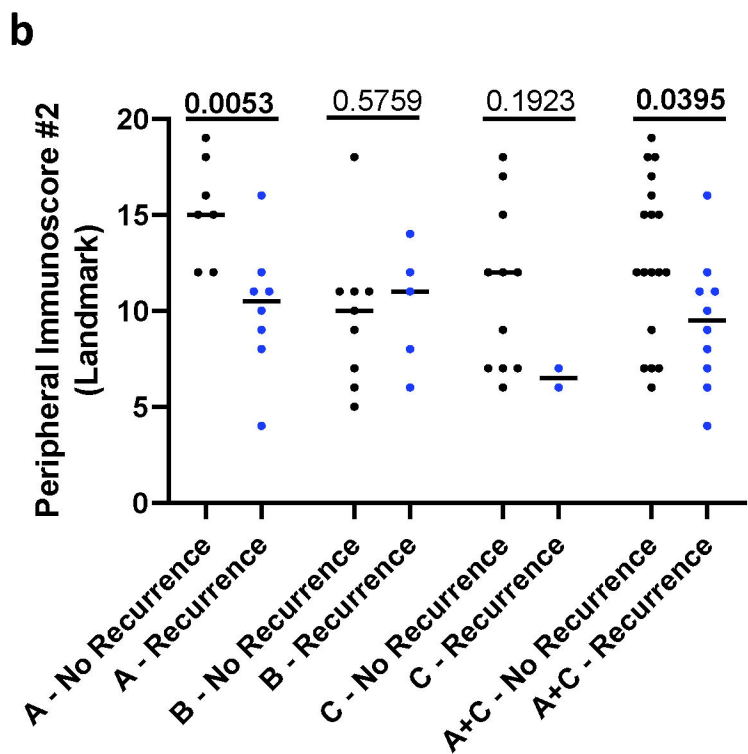 b
0.0053 0.5759 0.1923 0.0395
Peripheral Immunoscore #2
(Landmark)
20
15
10
5
0
A - No Recurrence
A - Recurrence
B - No Recurrence
B - Recurrence
C - No Recurrence
C - Recurrence
A+C - No Recurrence
A+C - Recurrence